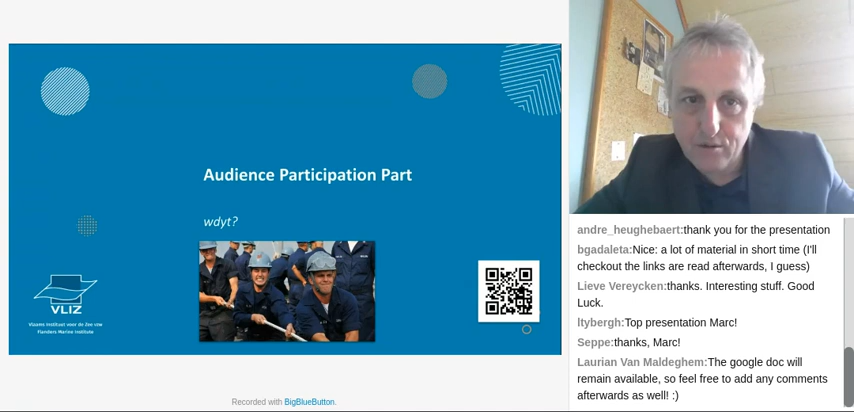 Audience Participation Part
wdyt?
VLIZ
Vlaams Instituut voor de Zee vzw
Flanders Marine Institute
Recorded with BigBlueButton.
andre_heughebaert:thank you for the presentation
bgadaleta:Nice: a lot of material in short time (I'll
checkout the links are read afterwards, I guess)
Lieve Vereycken:thanks. Interesting stuff. Good
Luck.
ltybergh:Top presentation Marc!
Seppe:thanks, Marc!
Laurian Van Maldeghem:The google doc will
remain available, so feel free to add any comments
afterwards as well! :)